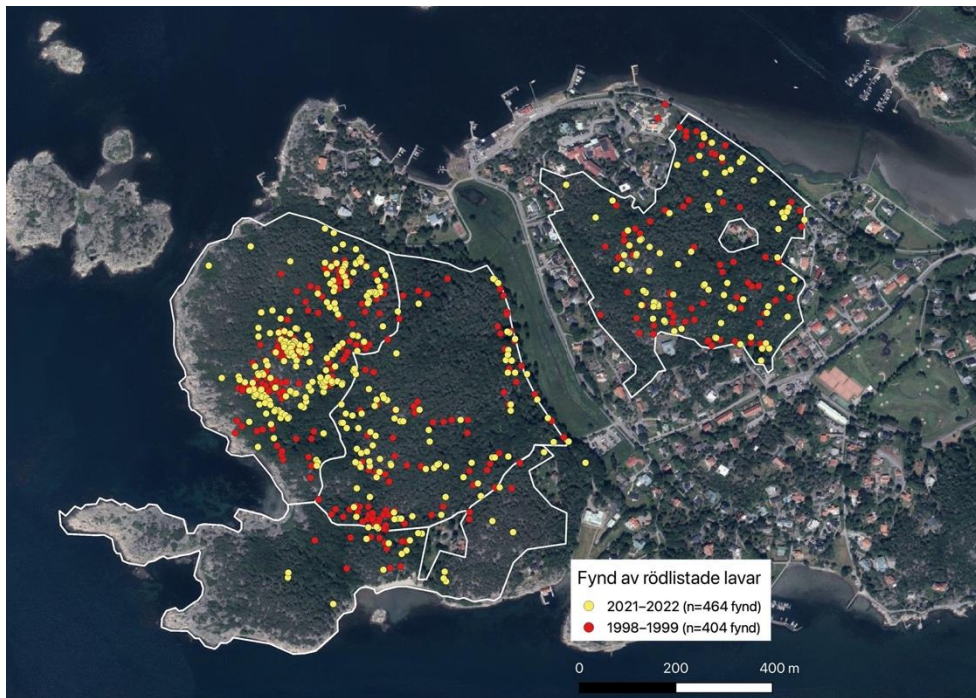 Fynd av rödlistade lavar
2021–2022 (n=464 fynd)
1998–1999 (n=404 fynd)
0 200 400 m